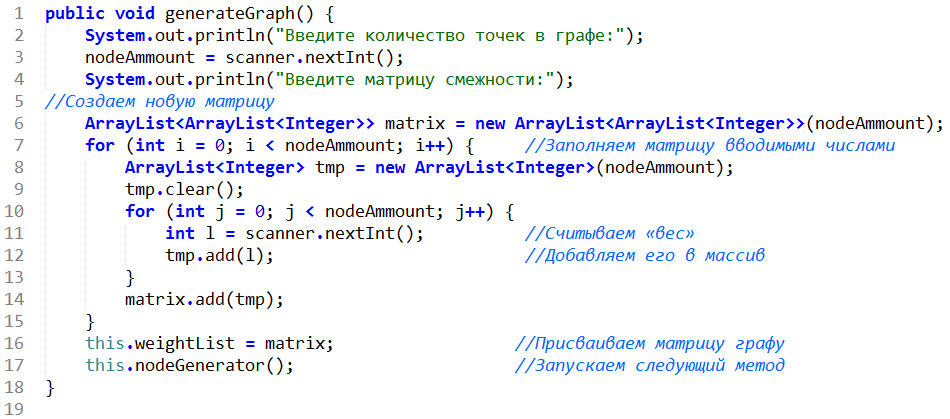 1 public void generateGraph() {
2 System.out.println("Введите количество точек в графе:");
3 nodeAmmount = scanner.nextInt();
4 System.out.println("Введите матрицу смежности:");
5 //Создаем новую матрицу
6 ArrayList<ArrayList<Integer>> matrix = new ArrayList<ArrayList<Integer>>(nodeAmmount);
7 for (int i = 0; i < nodeAmmount; i++) { //Заполняем матрицу вводимыми числами
8 ArrayList<Integer> tmp = new ArrayList<Integer>(nodeAmmount);
9 tmp.clear();
10 for (int j = 0; j < nodeAmmount; j++) {
11 int l = scanner.nextInt(); //Считываем «вес»
12 tmp.add(l); //Добавляем его в массив
13 }
14 matrix.add(tmp);
15 }
16 this.weightList = matrix; //Присваиваем матрицу графу
17 this.nodeGenerator(); //Запускаем следующий метод
18 }
19